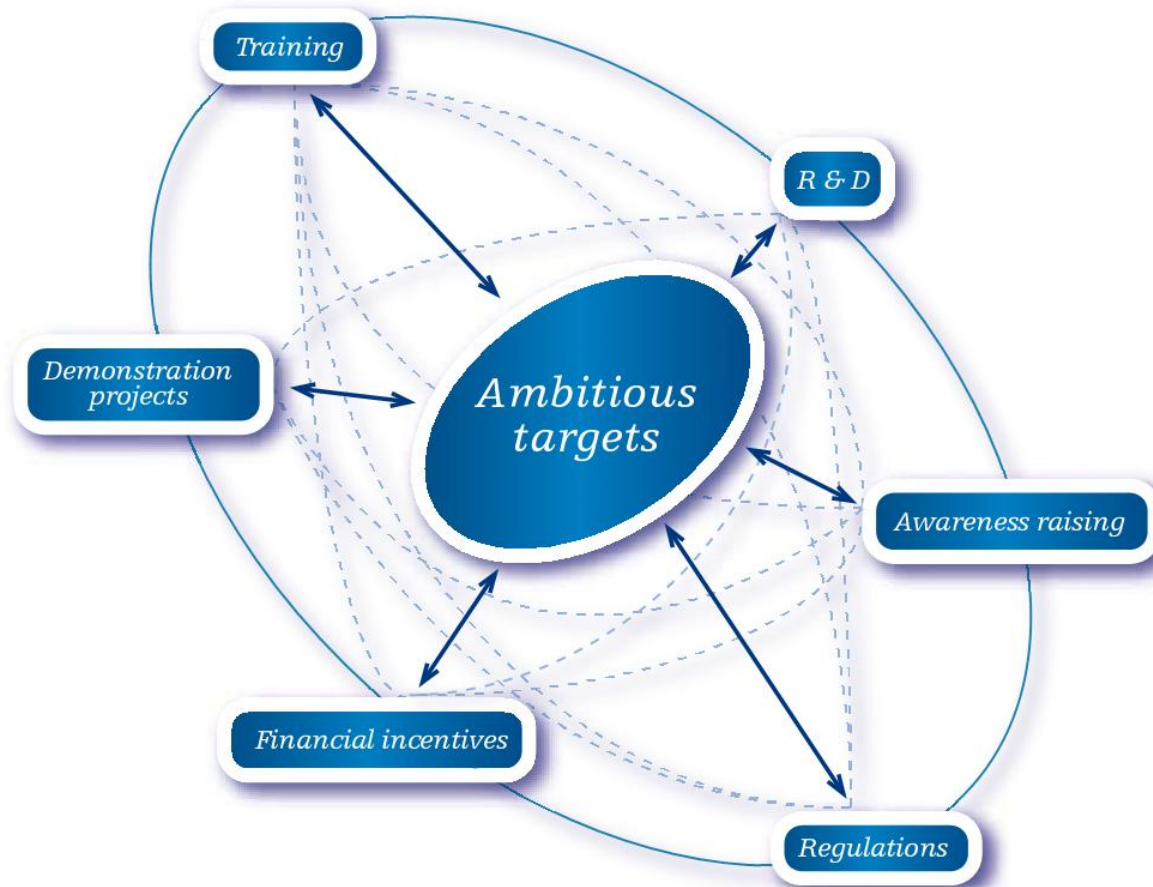 Training
R & D
Demonstration
projects
Ambitious
targets
Awareness raising
Financial incentives
Regulations